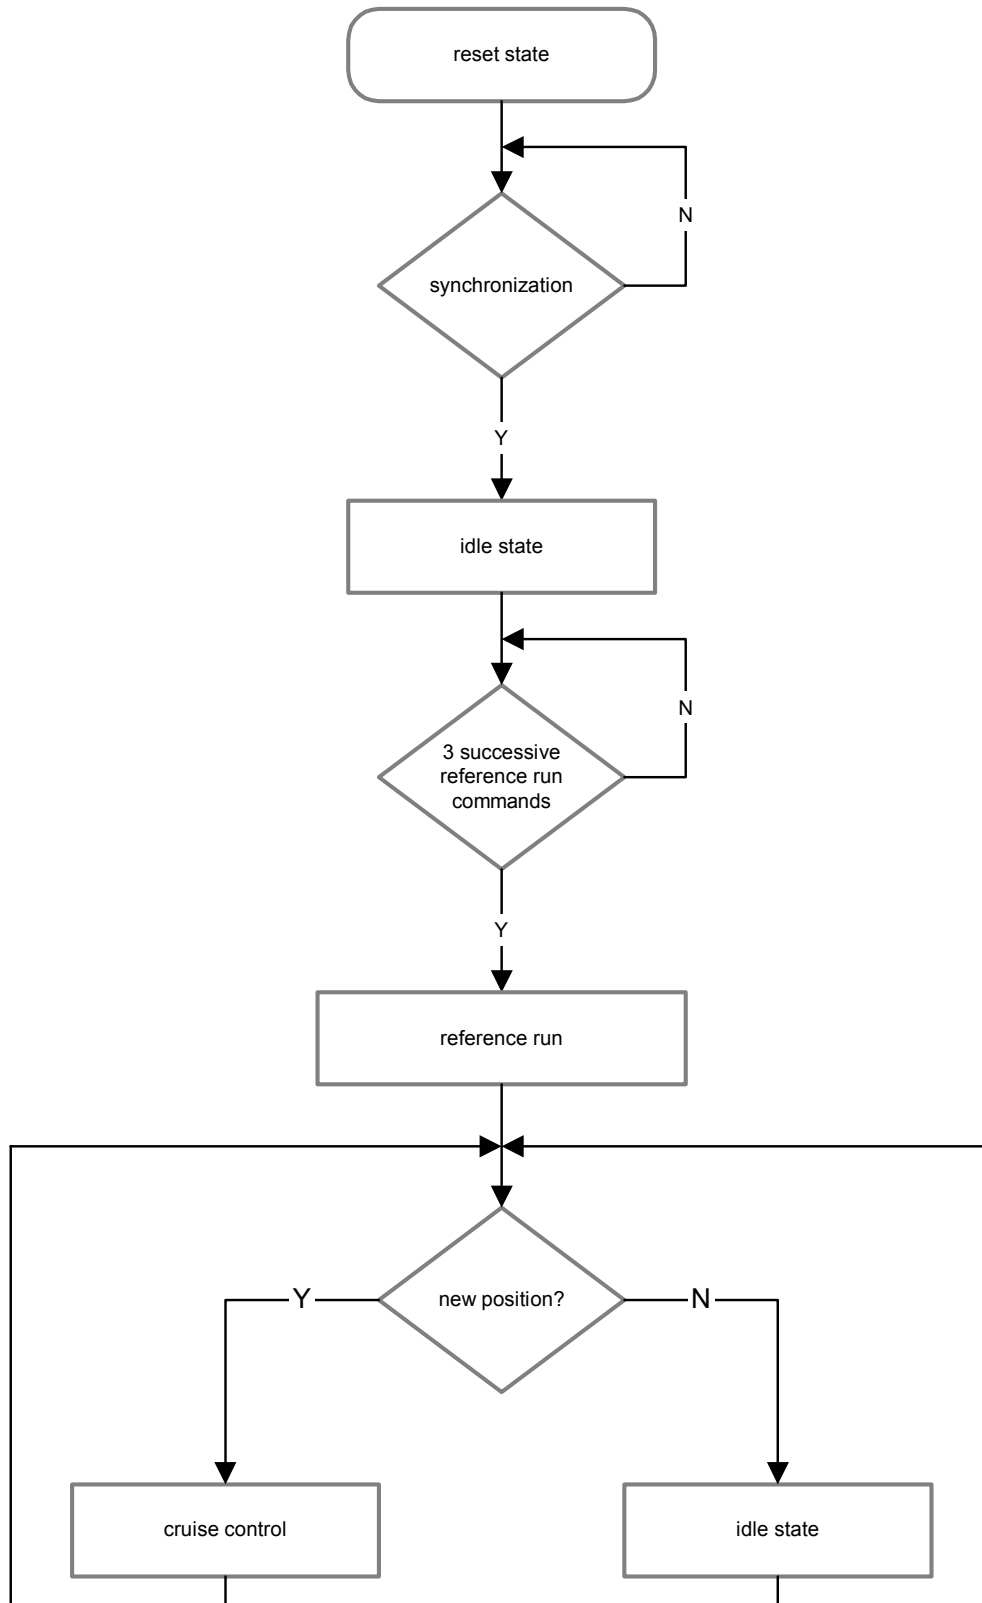 reset state
N
synchronization
Y
idle state
N
3 successive
reference run
commands
Y
reference run
Y
new position?
N
cruise control
idle state